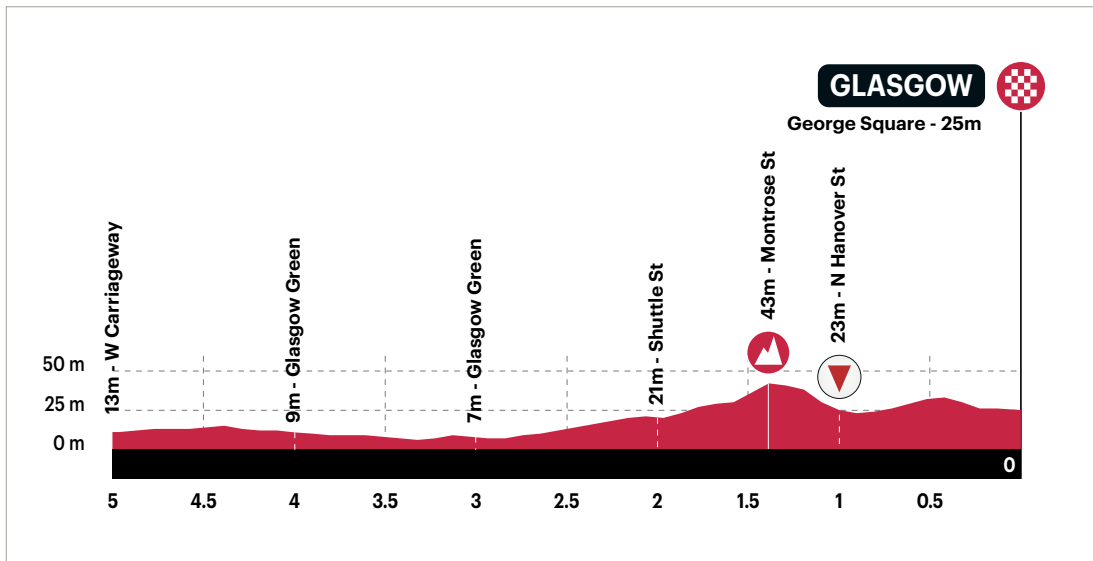 GLASGOW
George Square - 25m
13m - W Carriageway
9m - Glasgow Green
7m - Glasgow Green
21m - Shuttle St
43m - Montrose St
23m - N Hanover St
50 m
25 m
0 m
0
5 4.5 4 3.5 3 2.5 2 1.5 1 0.5